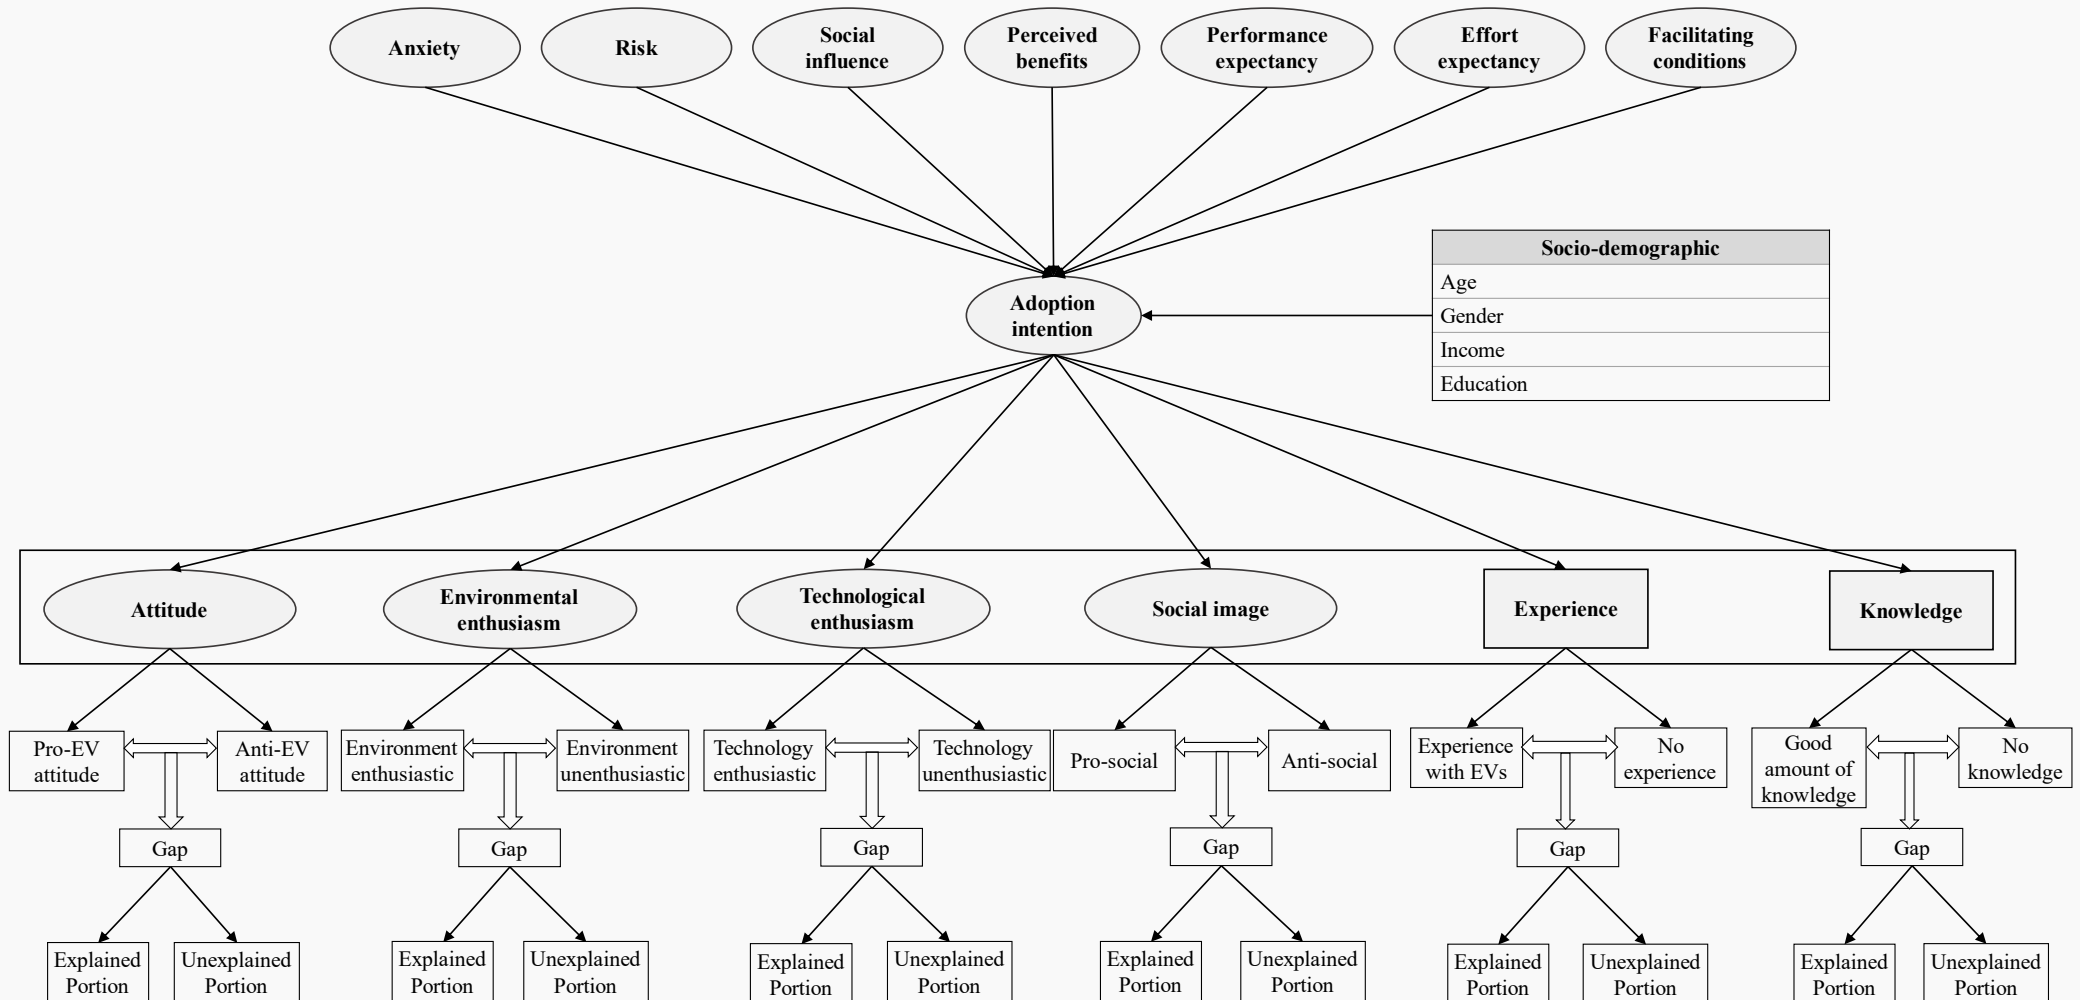 Anxiety
Risk
Social
influence
Perceived
benefits
Performance
expectancy
Effort
expectancy
Facilitating
conditions
Adoption
intention
Socio-demographic
Age
Gender
Income
Education
Attitude
Environmental
enthusiasm
Technological
enthusiasm
Social image
Experience
Knowledge
Pro-EV
attitude
Anti-EV
attitude
Environment
enthusiastic
Environment
unenthusiastic
Technology
enthusiastic
Technology
unenthusiastic
Pro-social
Anti-social
Experience
with EVs
No
experience
Good
amount of
knowledge
No
knowledge
Gap
Gap
Gap
Gap
Gap
Gap
Explained
Portion
Unexplained
Portion
Explained
Portion
Unexplained
Portion
Explained
Portion
Unexplained
Portion
Explained
Portion
Unexplained
Portion
Explained
Portion
Unexplained
Portion
Explained
Portion
Unexplained
Portion